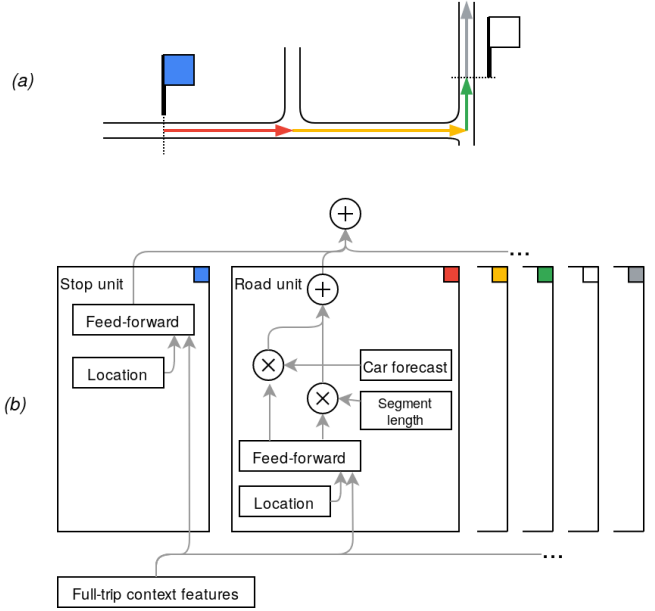 (a)
...
Stop unit
Road unit
Feed-forward
Location
Car forecast
Segment
length
(b)
Feed-forward
Location
...
Full-trip context features